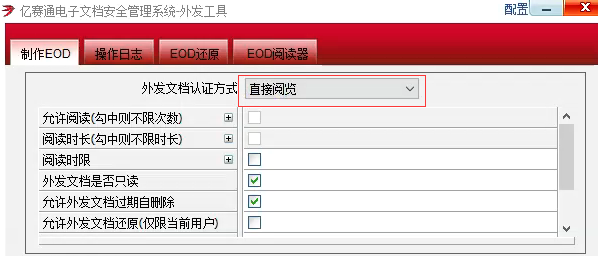 亿赛通电子文档安全管理系统-外发工具 配置
制作EOD 操作日志 EOD还原 EOD阅读器
外发文档认证方式 直接阅览
允许阅读(勾中则不限次数)
阅读时长(勾中则不限时长)
阅读时限
外发文档是否只读
允许外发文档过期自删除
允许外发文档还原(仅限当前用户)